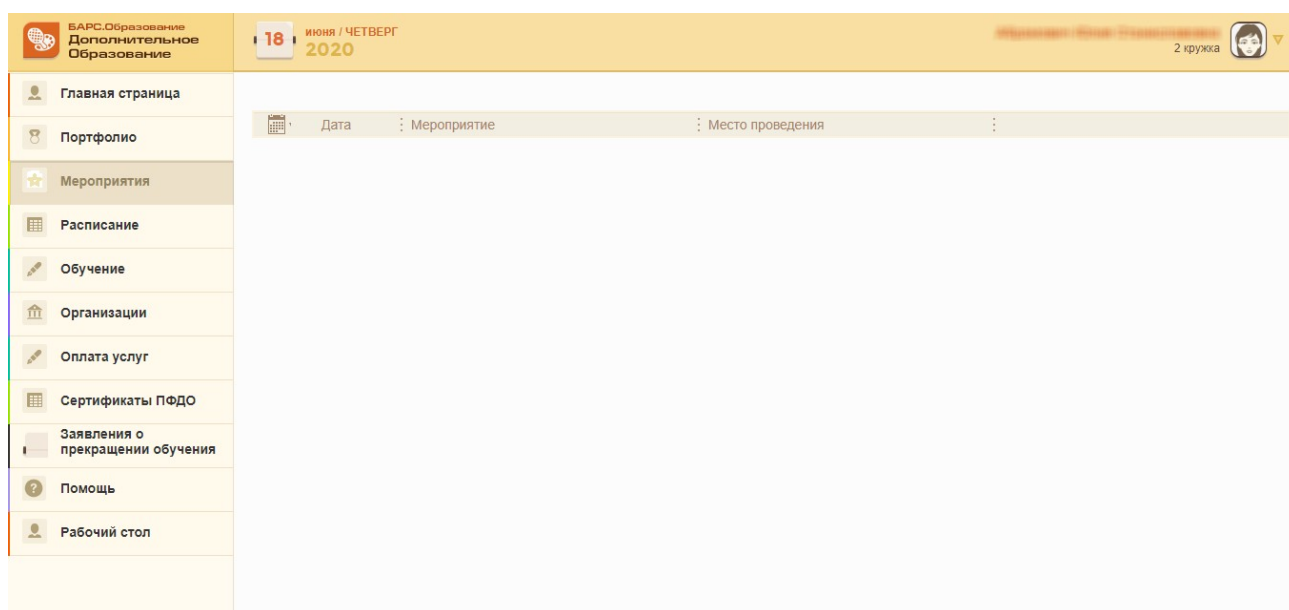 БАРС.Образование
Дополнительное
Образование
18
июня / ЧЕТВЕРГ
2020
2 кружка
Главная страница
Портфолио
Мероприятия
Расписание
Обучение
Организации
Оплата услуг
Сертификаты ПФДО
Заявления о
прекращении обучения
Помощь
Рабочий стол
Дата Мероприятие Место проведения